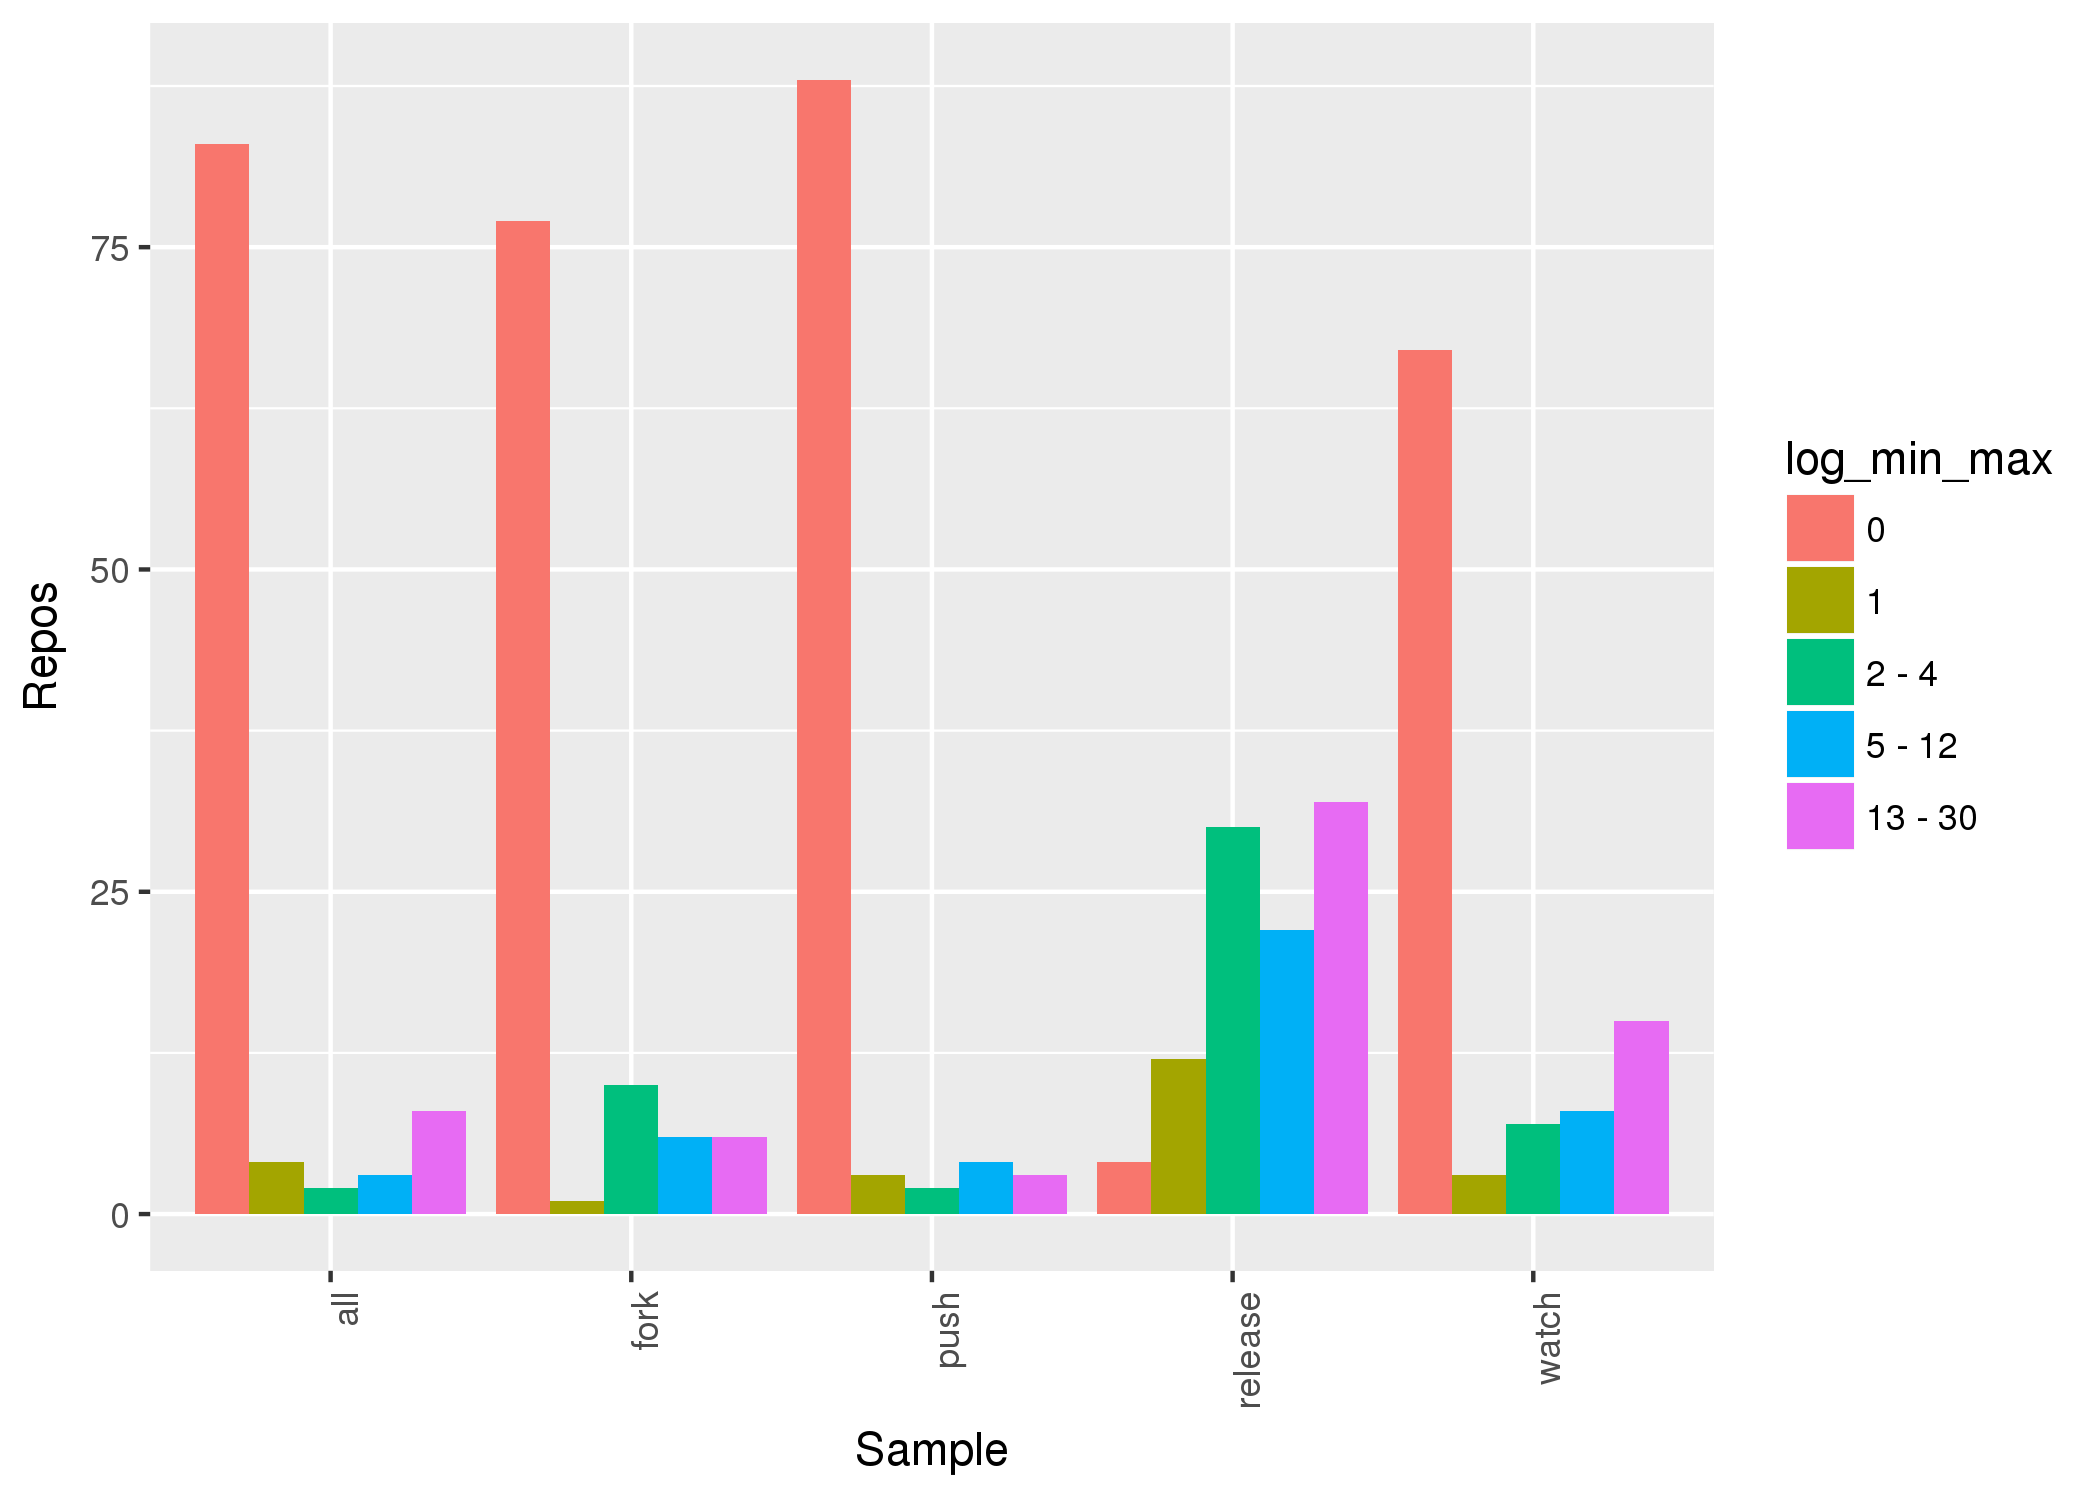 75
50
25
0
Repos
all
fork
push
release
watch
Sample
log_min_max
0
1
2 - 4
5 - 12
13 - 30